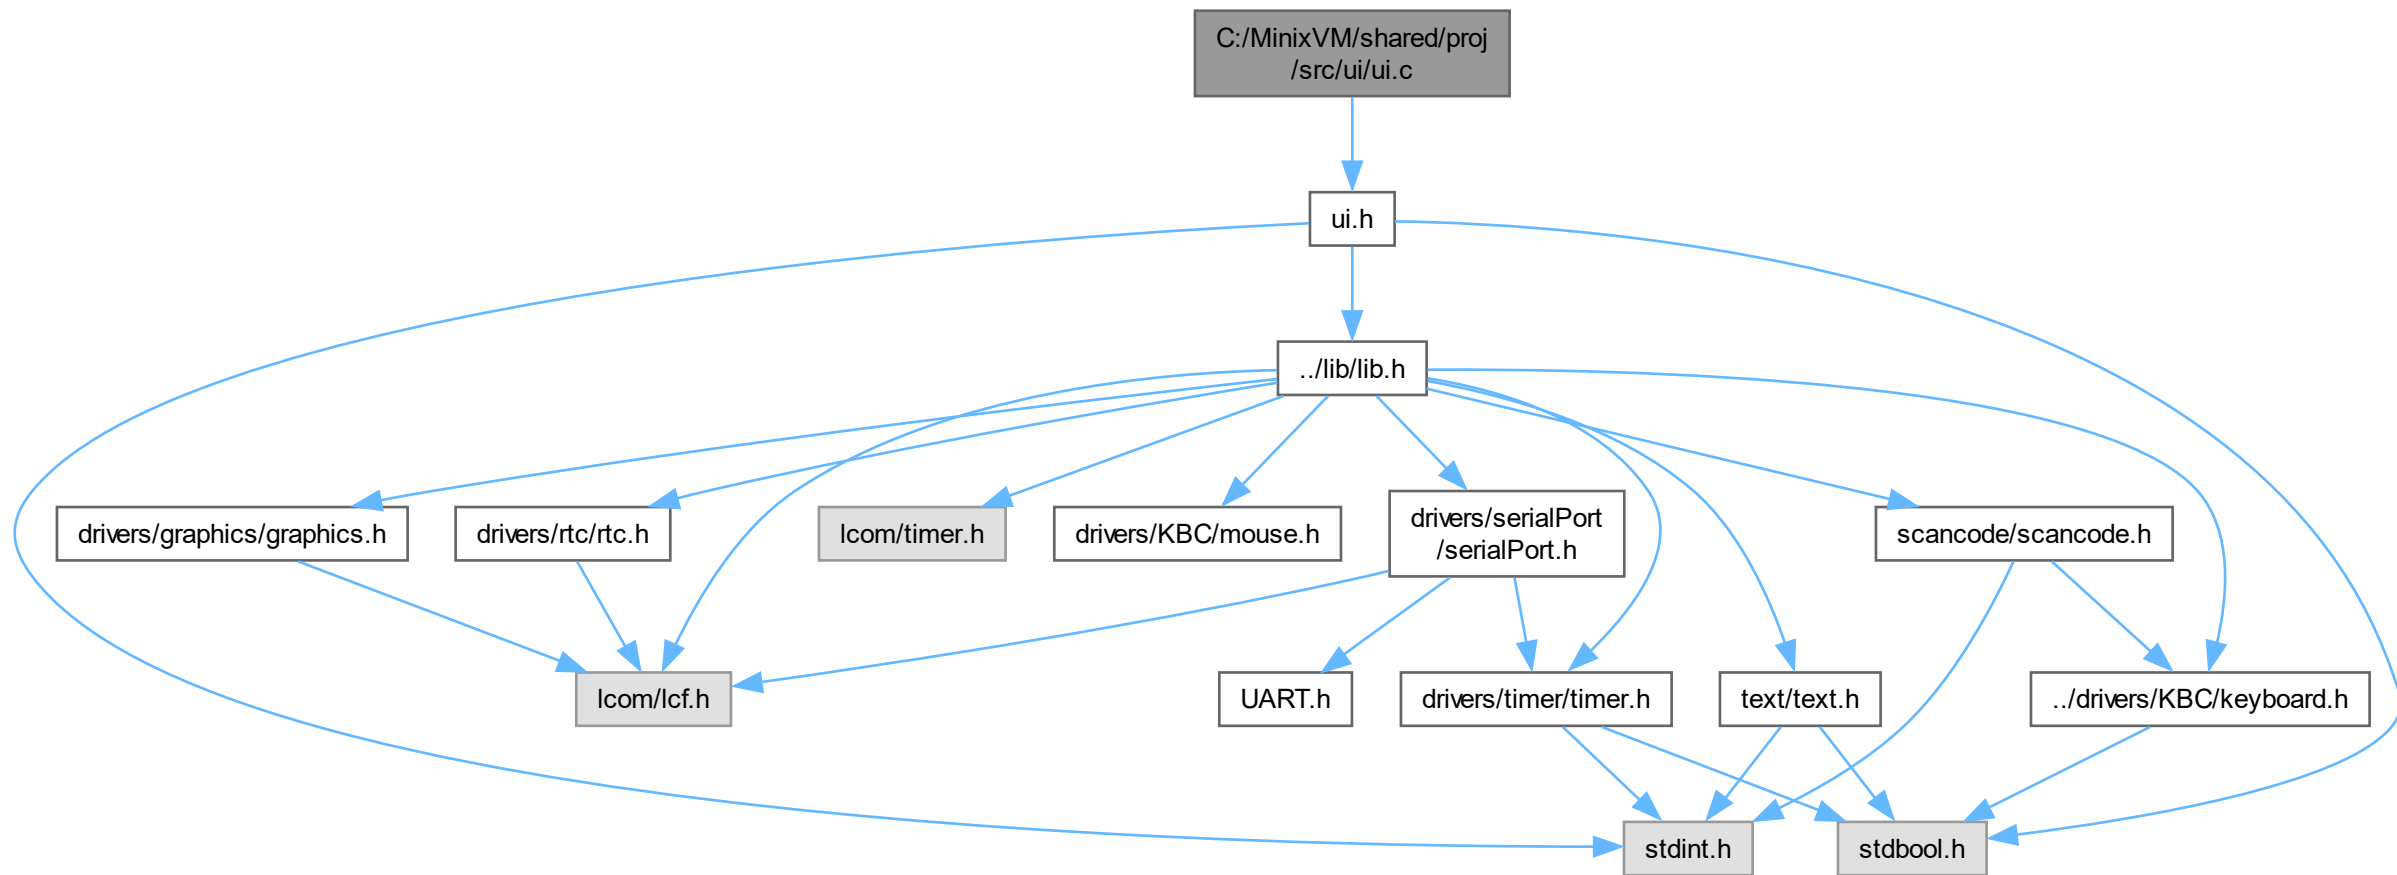 C:/MinixVM/shared/proj
/src/ui/ui.c
ui.h
../lib/lib.h
drivers/graphics/graphics.h
drivers/rtc/rtc.h
lcom/timer.h
drivers/KBC/mouse.h
drivers/serialPort
/serialPort.h
scancode/scancode.h
lcom/lcf.h
UART.h
drivers/timer/timer.h
text/text.h
../drivers/KBC/keyboard.h
stdint.h
stdbool.h